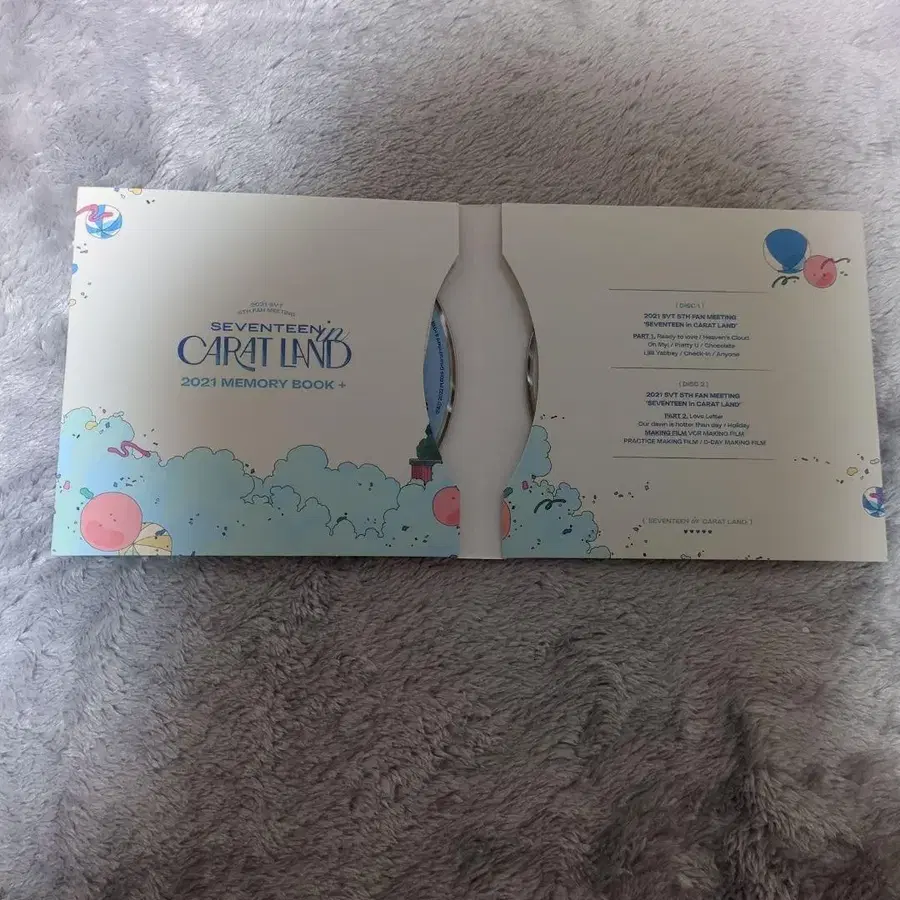 2021 SVT
5TH FAN MEETING
SEVENTEEN in
CARAT LAND
2021 MEMORY BOOK +
[ DISC 1 ]
2021 SVT 5TH FAN MEETING
'SEVENTEEN in CARAT LAND'
PART 1. Ready to love / Heaven's Cloud
Oh My! / Pretty U / Chocolate
Lilili Yabbay / Check-In / Anyone
[ DISC 2 ]
2021 SVT 5TH FAN MEETING
'SEVENTEEN in CARAT LAND'
PART 2. Love Letter
Our dawn is hotter than day / Holiday
MAKING FILM VCR MAKING FILM
PRACTICE MAKING FILM / D-DAY MAKING FILM
[ SEVENTEEN in CARAT LAND ]
♥♥♥♥♥